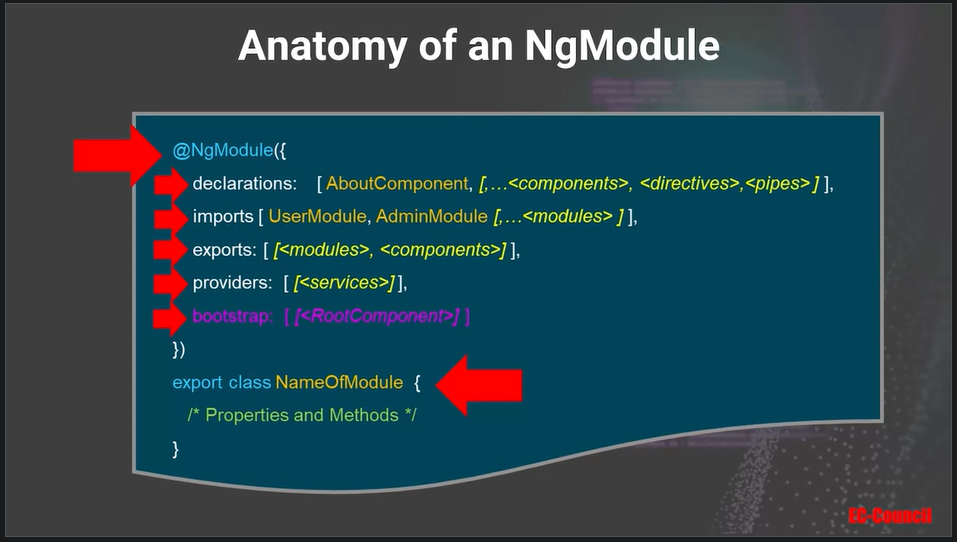 Anatomy of an NgModule
@NgModule({
declarations: [ AboutComponent, [,…<components>, <directives>,<pipes> ] ],
imports [ UserModule, AdminModule [,…<modules> ] ],
exports: [ [<modules>, <components>] ],
providers: [ [<services>] ],
bootstrap: [ [<RootComponent>] ]
})
export class NameOfModule {
/* Properties and Methods */
}
EC-Council